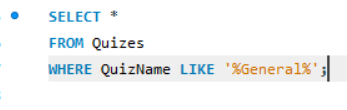 SELECT *
FROM Quizes
WHERE QuizName LIKE '%General%';